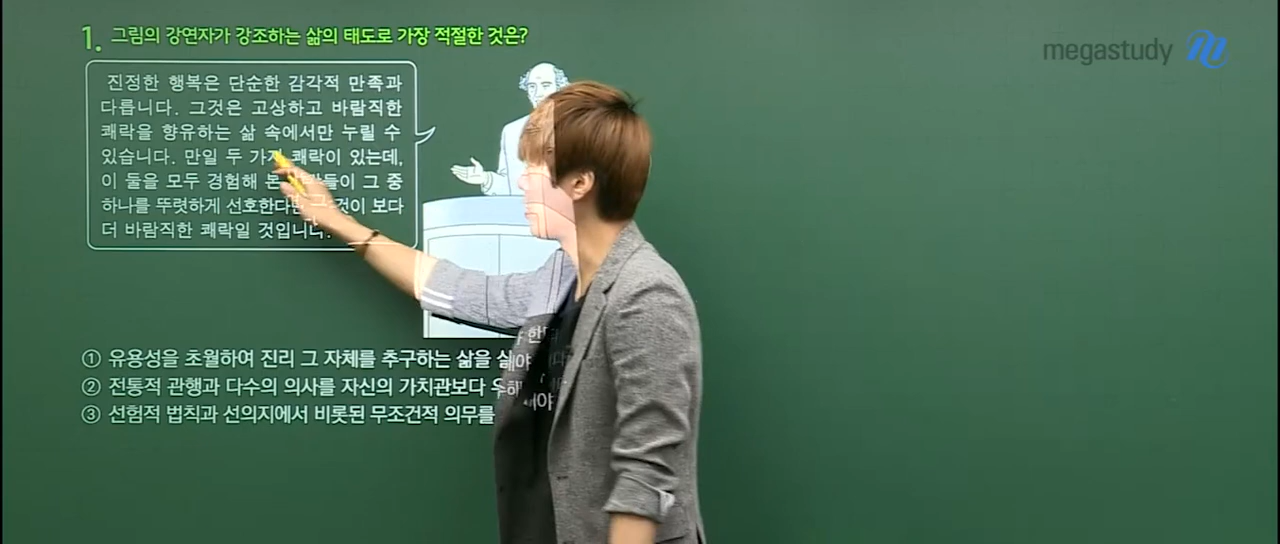 1. 그림의 강연자가 강조하는 삶의 태도로 가장 적절한 것은?
megastudy
진정한 행복은 단순한 감각적 만족과
다릅니다. 그것은 고상하고 바람직한
쾌락을 향유하는 삶 속에서만 누릴 수
있습니다. 만일 두 쾌락이 있는데,
이 둘을 모두 경험해 그 중
하나를 뚜렷하게 보다
더 바람직한 쾌락일 것입니다.
① 유용성을 초월하여 진리 그 자체를 추구하는 삶을
② 전통적 관행과 다수의 의사를 자신의 가치관보다
③ 선험적 법칙과 선의지에서 비롯된 무조건적 의무를